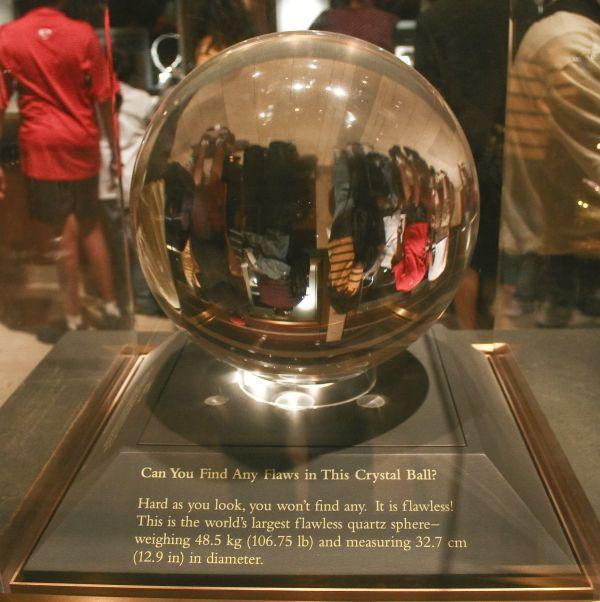 Can You Find Any Flaws in This Crystal Ball?
Hard as you look, you won't find any. It is flawless!
This is the world's largest flawless quartz sphere—
weighing 48.5 kg (106.75 lb) and measuring 32.7 cm
(12.9 in) in diameter.